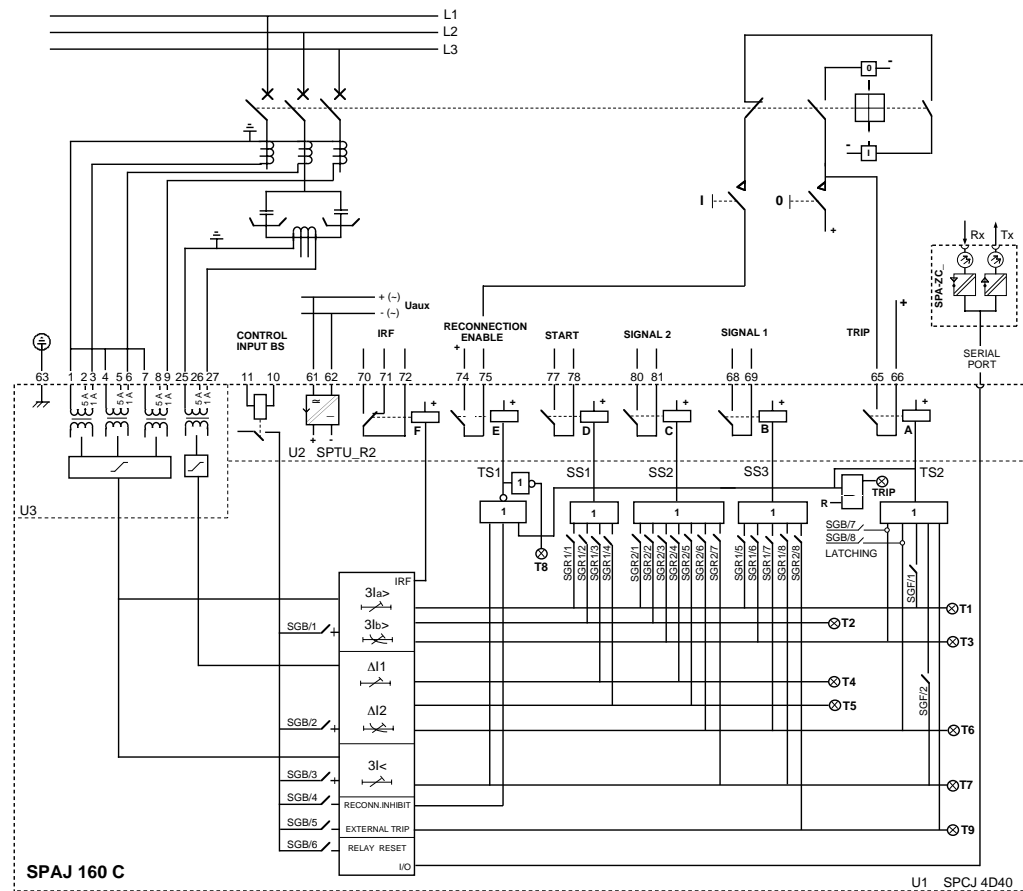 L1
L2
L3
0 -
- I
I
0
+
Rx Tx
SPA-ZC_
SERIAL
PORT
+ (~)
- (~)
Uaux
CONTROL
INPUT BS
IRF
RECONNECTION
ENABLE
START
SIGNAL 2
SIGNAL 1
TRIP
+
+
63
1 2 3 4 5 6 7 8 9 25 26 27
11 10
61 62
70 71 72
74 75
77 78
80 81
68 69
65 66
5 A
1 A
5 A
1 A
5 A
1 A
5 A
1 A
+ -
+ + + + + +
F E D C B A
U2 SPTU_R2
U3
TS1
SS1
SS2
SS3
TS2
1
1
1
1
1
1
R
TRIP
T8
SGB/7
SGB/8
LATCHING
SGR1/1
SGR1/2
SGR1/3
SGR1/4
SGR2/1
SGR2/2
SGR2/3
SGR2/4
SGR2/5
SGR2/6
SGR2/7
SGR1/5
SGR1/6
SGR1/7
SGR1/8
SGR2/8
SGF/1
SGF/2
IRF
3Ia>
3Ib>
ΔI1
ΔI2
3I<
RECONN.INHIBIT
EXTERNAL TRIP
RELAY RESET
I/O
SGB/1 +
SGB/2 +
SGB/3 +
SGB/4
SGB/5
SGB/6
T1
T2
T3
T4
T5
T6
T7
T9
SPAJ 160 C
U1 SPCJ 4D40